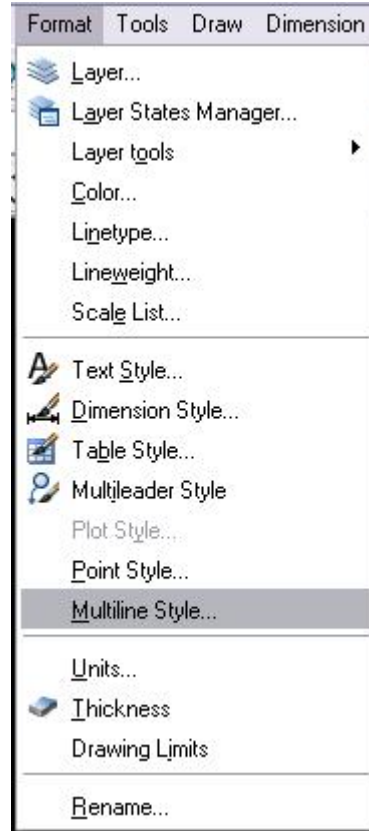 Format Tools Draw Dimension
Layer...
Layer States Manager...
Layer tools
Color...
Linetype...
Lineweight...
Scale List...
Text Style...
Dimension Style...
Table Style...
Multileader Style
Plot Style...
Point Style...
Multiline Style...
Units...
Thickness
Drawing Limits
Rename...